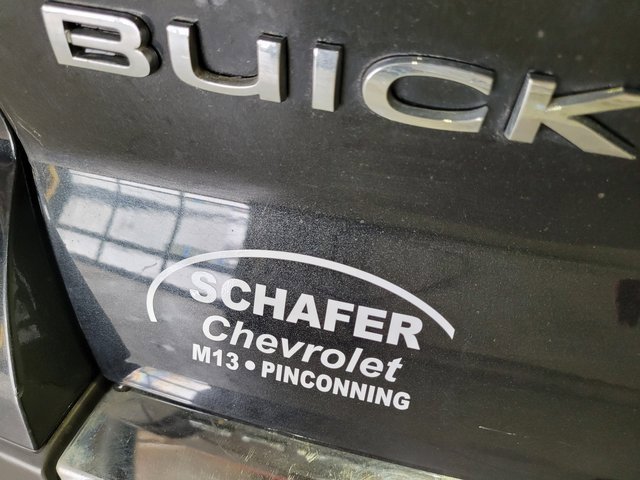 BUICK
SCHAFER
Chevrolet
M13 • PINCONNING